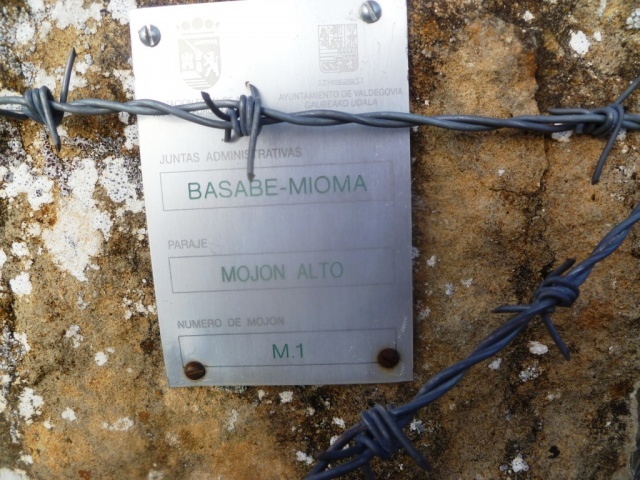 AYUNTAMIENTO DE VALDEGOVIA
GAUBEAKO UDALA
JUNTAS ADMINISTRATIVAS
BASABE-MIOMA
PARAJE
MOJON ALTO
NUMERO DE MOJON
M.1